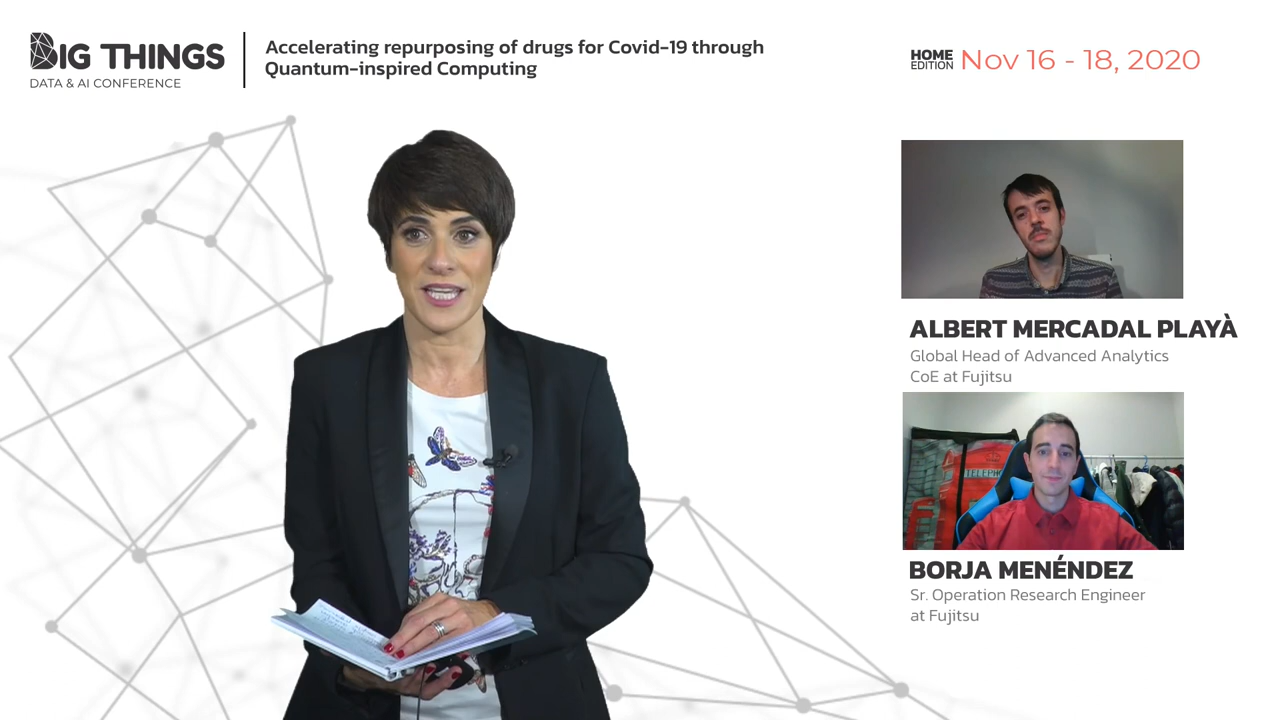 BIG THINGS
DATA & AI CONFERENCE
Accelerating repurposing of drugs for Covid-19 through
Quantum-inspired Computing
HOME
EDITION
Nov 16 - 18, 2020
ALBERT MERCADAL PLAYÀ
Global Head of Advanced Analytics
CoE at Fujitsu
BORJA MENÉNDEZ
Sr. Operation Research Engineer
at Fujitsu